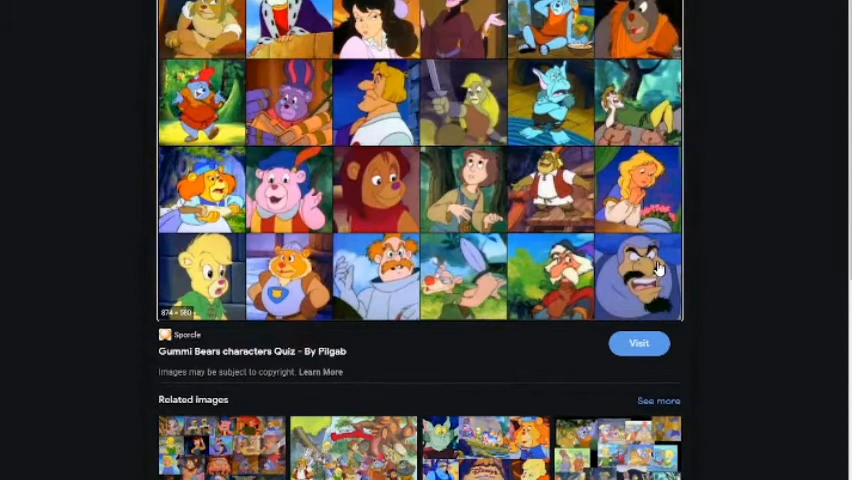 874 × 580
Sporcle
Gummi Bears characters Quiz - By Pilgab
Visit
Images may be subject to copyright. Learn More
Related images
See more